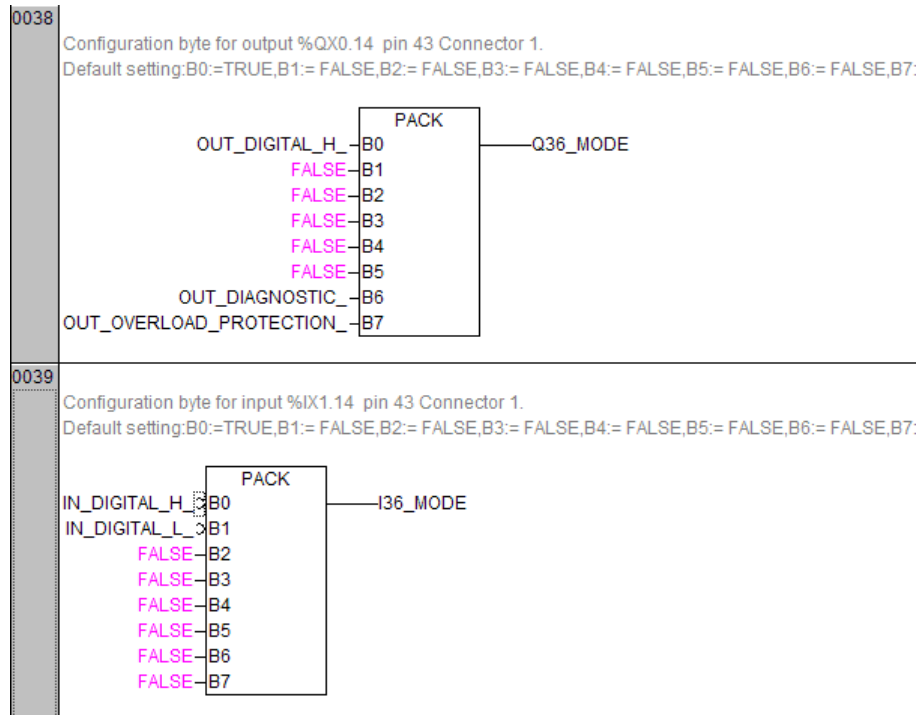 0038
Configuration byte for output %QX0.14 pin 43 Connector 1.
Default setting:B0:=TRUE,B1:= FALSE,B2:= FALSE,B3:= FALSE,B4:= FALSE,B5:= FALSE,B6:= FALSE,B7:
PACK
OUT_DIGITAL_H_ B0 Q36_MODE
FALSE B1
FALSE B2
FALSE B3
FALSE B4
FALSE B5
OUT_DIAGNOSTIC_ B6
OUT_OVERLOAD_PROTECTION_ B7
0039
Configuration byte for input %IX1.14 pin 43 Connector 1.
Default setting:B0:=TRUE,B1:= FALSE,B2:= FALSE,B3:= FALSE,B4:= FALSE,B5:= FALSE,B6:= FALSE,B7:
PACK
IN_DIGITAL_H_ B0 I36_MODE
IN_DIGITAL_L_ B1
FALSE B2
FALSE B3
FALSE B4
FALSE B5
FALSE B6
FALSE B7